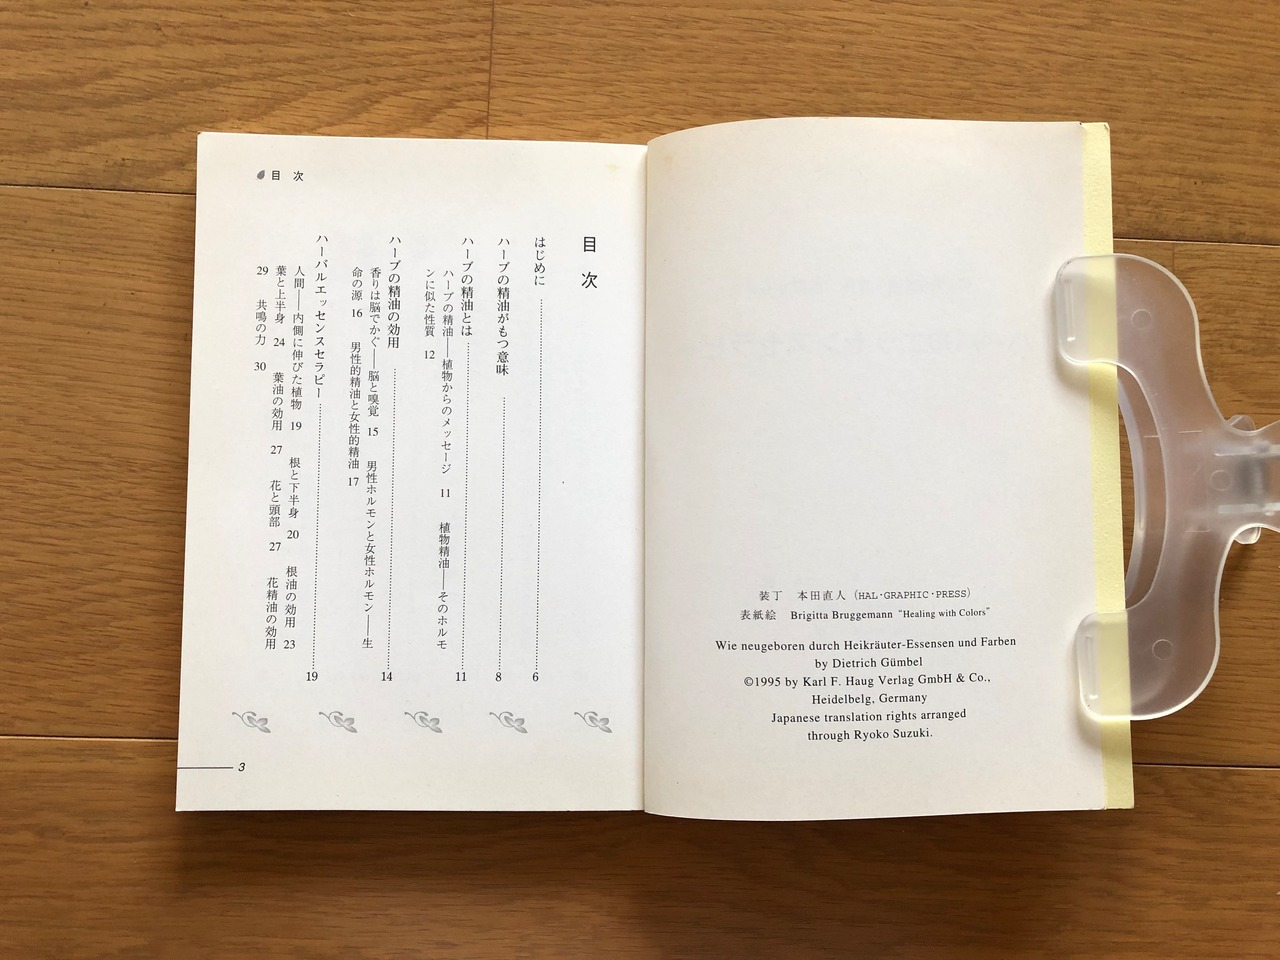 装丁　本田直人（HAL・GRAPHIC・PRESS）
表紙絵　Brigitta Bruggemann “Healing with Colors”
Wie neugeboren durch Heikräuter-Essensen und Farben
by Dietrich Gümbel
©1995 by Karl F. Haug Verlag GmbH & Co.,
Heidelbelg, Germany
Japanese translation rights arranged
through Ryoko Suzuki.
目 次
目　次
はじめに 6
ハーブの精油がもつ意味 8
ハーブの精油とは 11
ハーブの精油──植物からのメッセージ 11　植物精油──そのホルモ
ンに似た性質 12
ハーブの精油の効用 14
香りは脳でかぐ──脳と嗅覚 15　男性ホルモンと女性ホルモン──生
命の源 16　男性的精油と女性的精油 17
ハーバルエッセンスセラピー 19
人間──内側に伸びた植物 19　根と下半身 20　根油の効用 23
葉と上半身 24　葉油の効用 27　花と頭部 27　花精油の効用
29　共鳴の力 30
3